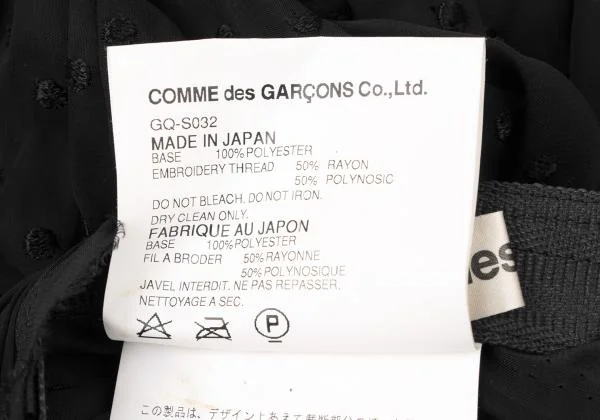 COMME des GARÇONS Co.,Ltd.
GQ-S032
MADE IN JAPAN
BASE 100% POLYESTER
EMBROIDERY THREAD 50% RAYON
50% POLYNOSIC
DO NOT BLEACH. DO NOT IRON.
DRY CLEAN ONLY.
FABRIQUE AU JAPON
BASE 100% POLYESTER
FIL A BRODER 50% RAYONNE
50% POLYNOSIQUE
JAVEL INTERDIT. NE PAS REPASSER.
NETTOYAGE A SEC.
P
des
この製品は、デザイン上あえて裁断部分の